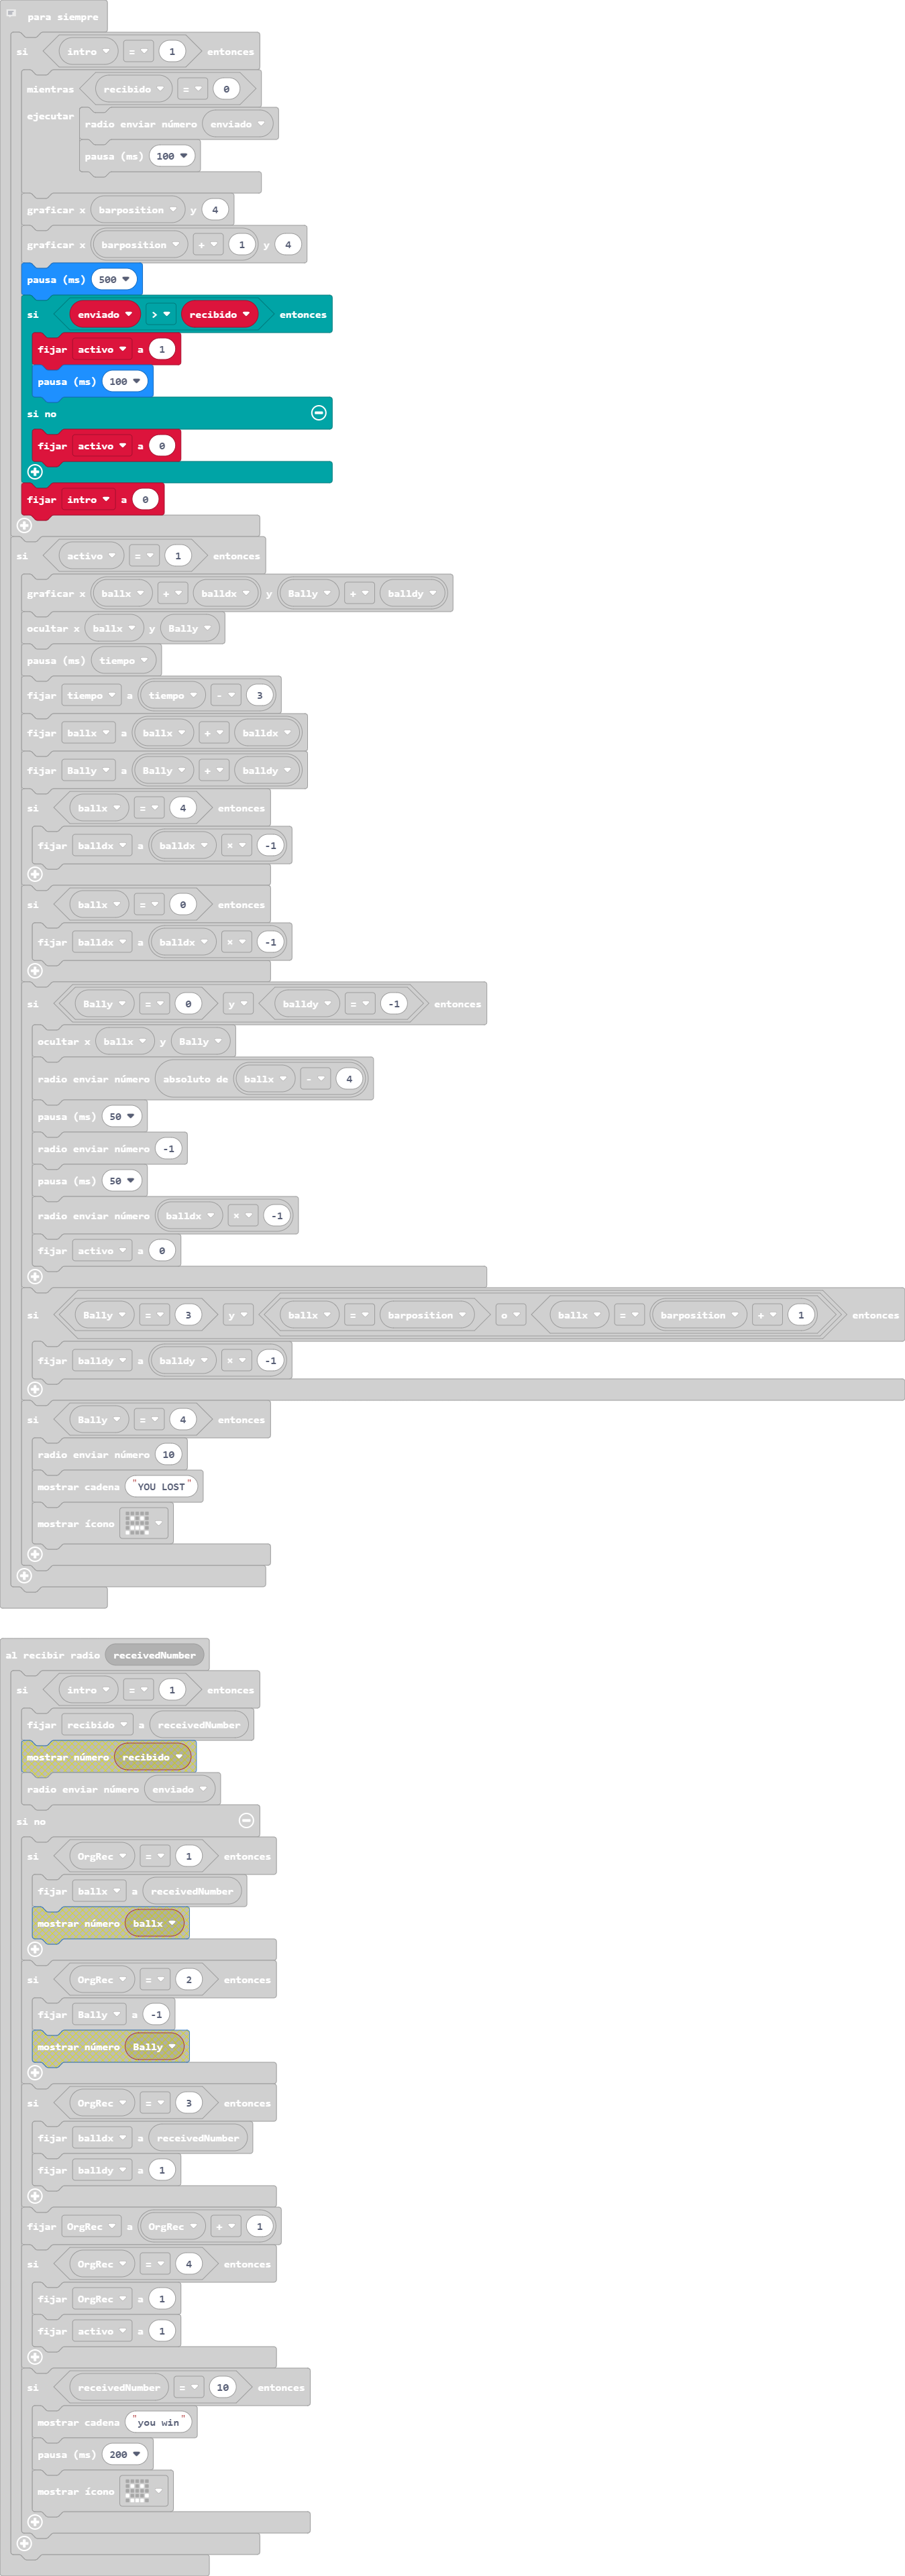 para siempre
si intro = 1 entonces
mientras recibido = 0
ejecutar
radio enviar número enviado
pausa (ms) 100
graficar x barposition y 4
graficar x barposition + 1 y 4
pausa (ms) 500
si enviado > recibido entonces
fijar activo a 1
pausa (ms) 100
si no
fijar activo a 0
fijar intro a 0
si activo = 1 entonces
graficar x ballx + balldx y Bally + balldy
ocultar x ballx y Bally
pausa (ms) tiempo
fijar tiempo a tiempo - 3
fijar ballx a ballx + balldx
fijar Bally a Bally + balldy
si ballx = 4 entonces
fijar balldx a balldx × -1
si ballx = 0 entonces
fijar balldx a balldx × -1
si Bally = 0 y balldy = -1 entonces
ocultar x ballx y Bally
radio enviar número absoluto de ballx - 4
pausa (ms) 50
radio enviar número -1
pausa (ms) 50
radio enviar número balldx × -1
fijar activo a 0
si Bally = 3 y ballx = barposition o ballx = barposition + 1 entonces
fijar balldy a balldy × -1
si Bally = 4 entonces
radio enviar número 10
mostrar cadena "YOU LOST"
mostrar ícono
al recibir radio receivedNumber
si intro = 1 entonces
fijar recibido a receivedNumber
mostrar número recibido
radio enviar número enviado
si no
si OrgRec = 1 entonces
fijar ballx a receivedNumber
mostrar número ballx
si OrgRec = 2 entonces
fijar Bally a -1
mostrar número Bally
si OrgRec = 3 entonces
fijar balldx a receivedNumber
fijar balldy a 1
fijar OrgRec a OrgRec + 1
si OrgRec = 4 entonces
fijar OrgRec a 1
fijar activo a 1
si receivedNumber = 10 entonces
mostrar cadena "you win"
pausa (ms) 200
mostrar ícono